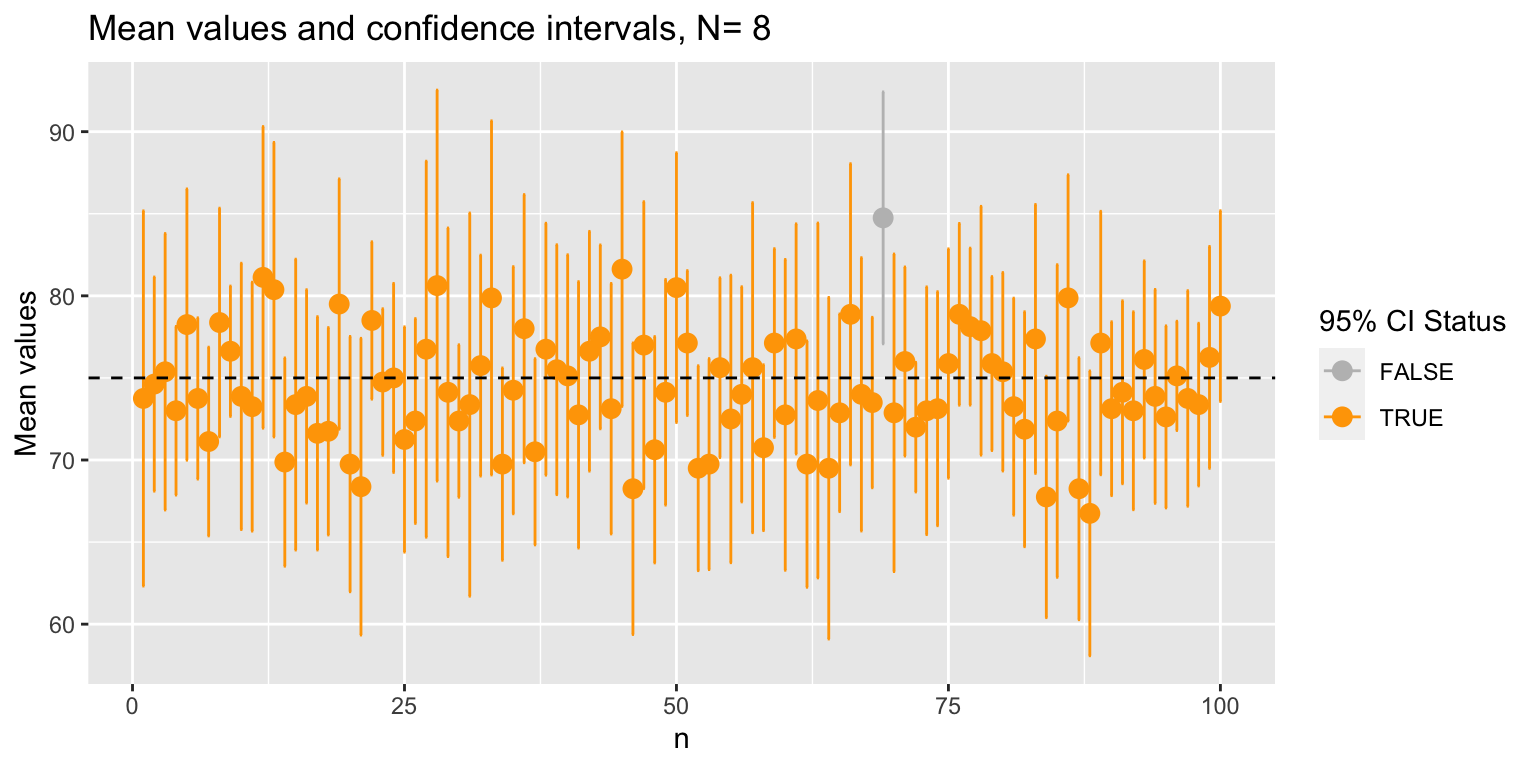 Mean values and confidence intervals, N= 8
Mean values
90
80
70
60
0
25
50
75
100
n
95% CI Status
FALSE
TRUE